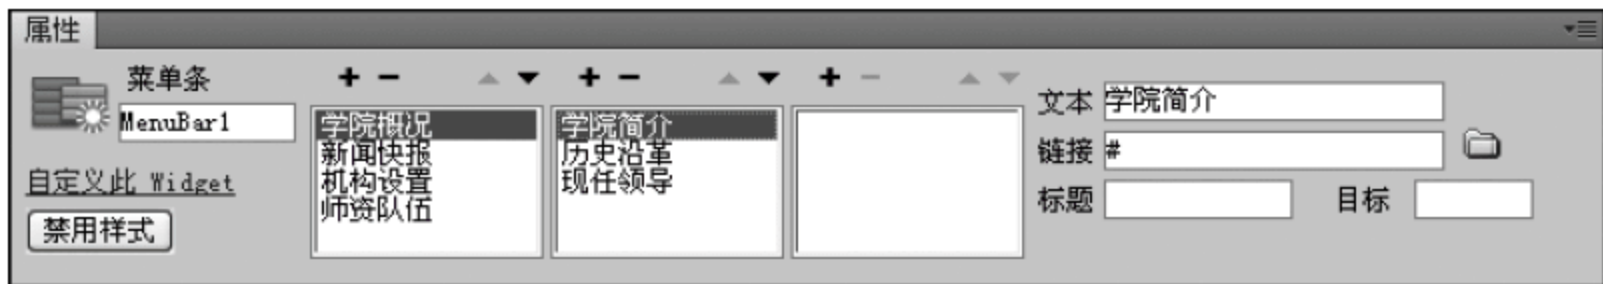 属性
菜单条
MenuBar1
自定义此 Widget
禁用样式
学院概况
新闻快报
机构设置
师资队伍
学院简介
历史沿革
现任领导
文本 学院简介
链接 #
标题 目标